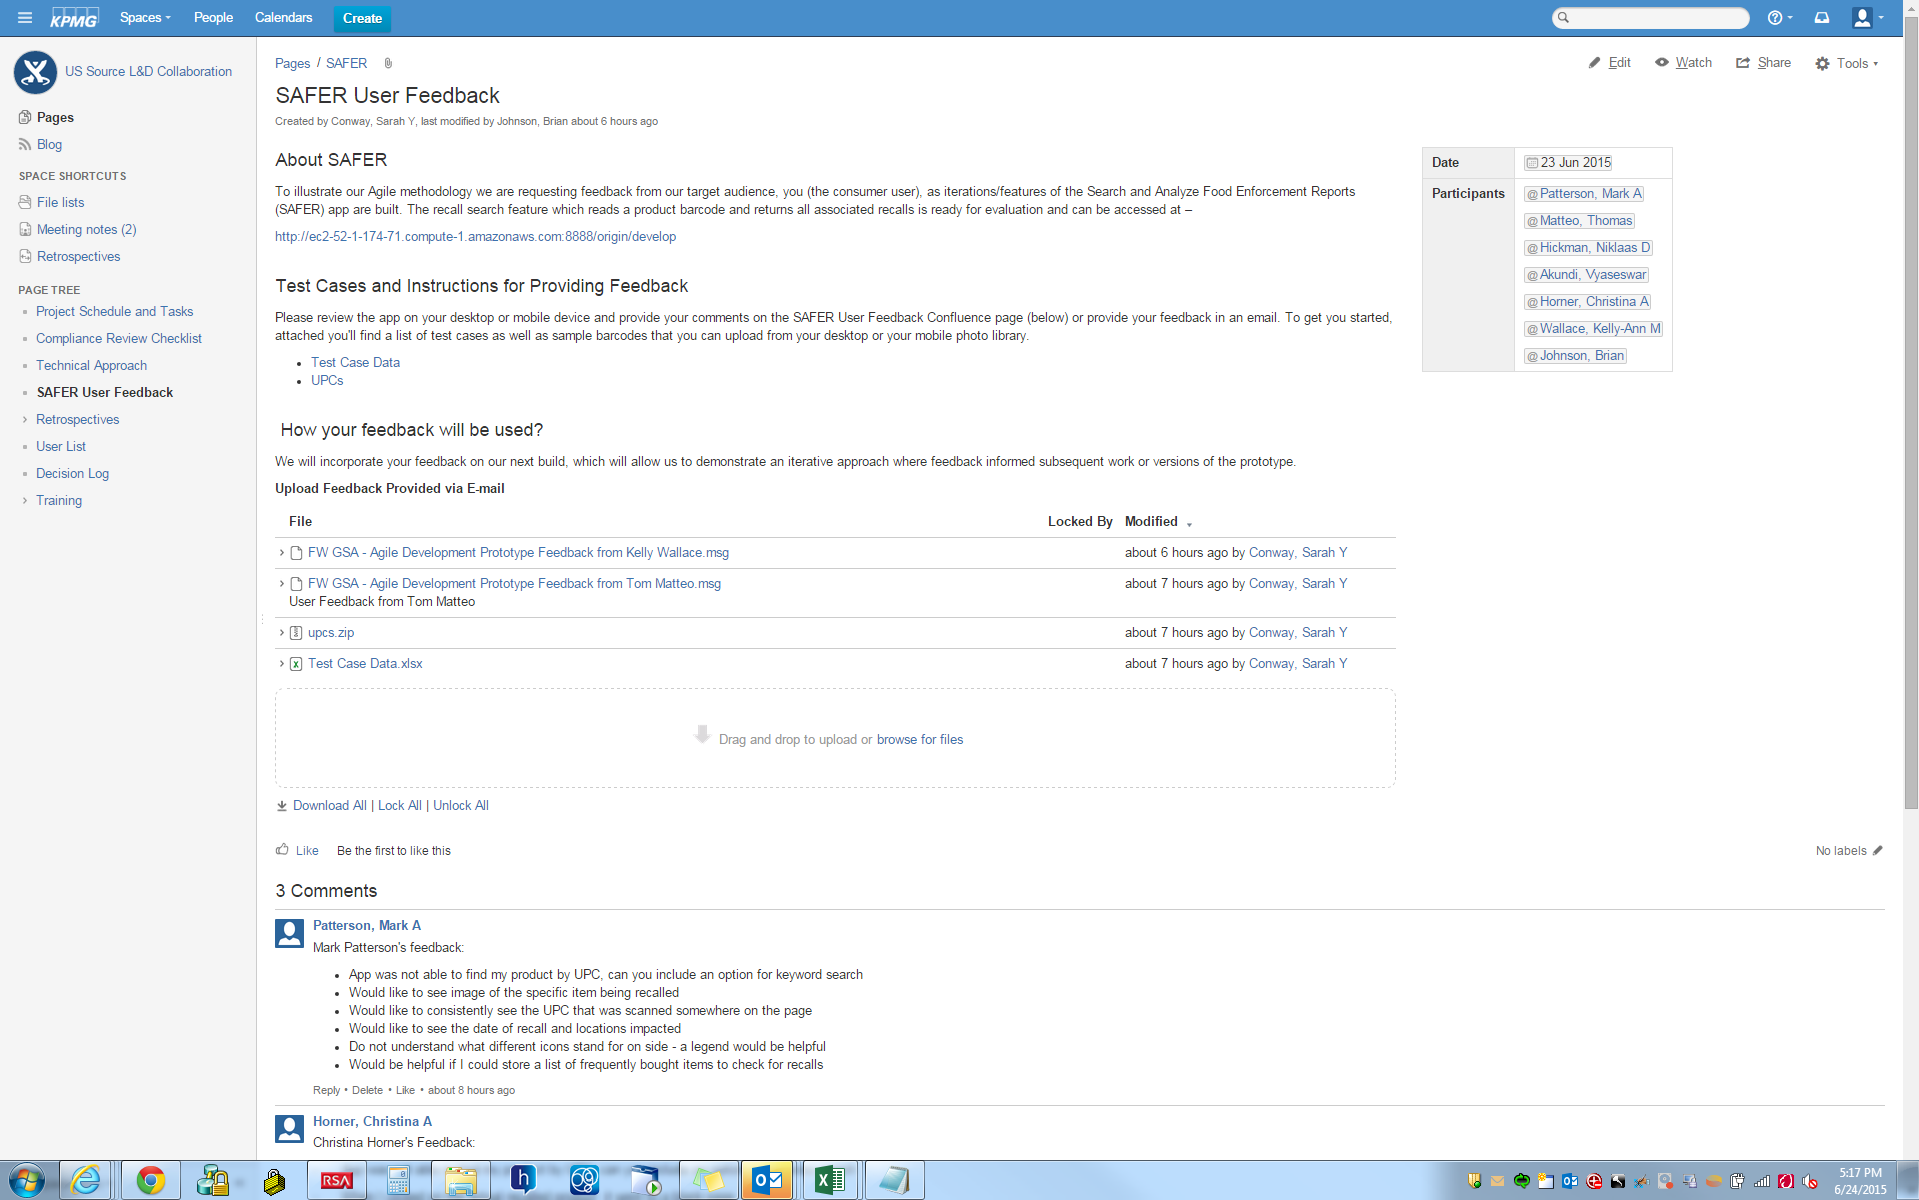 KPMG Spaces People Calendars Create
US Source L&D Collaboration
Pages
Blog
SPACE SHORTCUTS
File lists
Meeting notes (2)
Retrospectives
PAGE TREE
Project Schedule and Tasks
Compliance Review Checklist
Technical Approach
SAFER User Feedback
Retrospectives
User List
Decision Log
Training
Pages / SAFER
Edit Watch Share Tools
SAFER User Feedback
Created by Conway, Sarah Y, last modified by Johnson, Brian about 6 hours ago
About SAFER
To illustrate our Agile methodology we are requesting feedback from our target audience, you (the consumer user), as iterations/features of the Search and Analyze Food Enforcement Reports
(SAFER) app are built. The recall search feature which reads a product barcode and returns all associated recalls is ready for evaluation and can be accessed at –
http://ec2-52-1-174-71.compute-1.amazonaws.com:8888/origin/develop
Test Cases and Instructions for Providing Feedback
Please review the app on your desktop or mobile device and provide your comments on the SAFER User Feedback Confluence page (below) or provide your feedback in an email. To get you started,
attached you'll find a list of test cases as well as sample barcodes that you can upload from your desktop or your mobile photo library.
• Test Case Data
• UPCs
How your feedback will be used?
We will incorporate your feedback on our next build, which will allow us to demonstrate an iterative approach where feedback informed subsequent work or versions of the prototype.
Upload Feedback Provided via E-mail
File Locked By Modified
FW GSA - Agile Development Prototype Feedback from Kelly Wallace.msg about 6 hours ago by Conway, Sarah Y
FW GSA - Agile Development Prototype Feedback from Tom Matteo.msg about 7 hours ago by Conway, Sarah Y
User Feedback from Tom Matteo
upcs.zip about 7 hours ago by Conway, Sarah Y
Test Case Data.xlsx about 7 hours ago by Conway, Sarah Y
Drag and drop to upload or browse for files
Download All | Lock All | Unlock All
Like Be the first to like this
No labels
Date 23 Jun 2015
Participants @Patterson, Mark A
@Matteo, Thomas
@Hickman, Niklaas D
@Akundi, Vyaseswar
@Horner, Christina A
@Wallace, Kelly-Ann M
@Johnson, Brian
3 Comments
Patterson, Mark A
Mark Patterson's feedback:
• App was not able to find my product by UPC, can you include an option for keyword search
• Would like to see image of the specific item being recalled
• Would like to consistently see the UPC that was scanned somewhere on the page
• Would like to see the date of recall and locations impacted
• Do not understand what different icons stand for on side - a legend would be helpful
• Would be helpful if I could store a list of frequently bought items to check for recalls
Reply • Delete • Like • about 8 hours ago
Horner, Christina A
Christina Horner's Feedback:
RSA
5:17 PM
6/24/2015